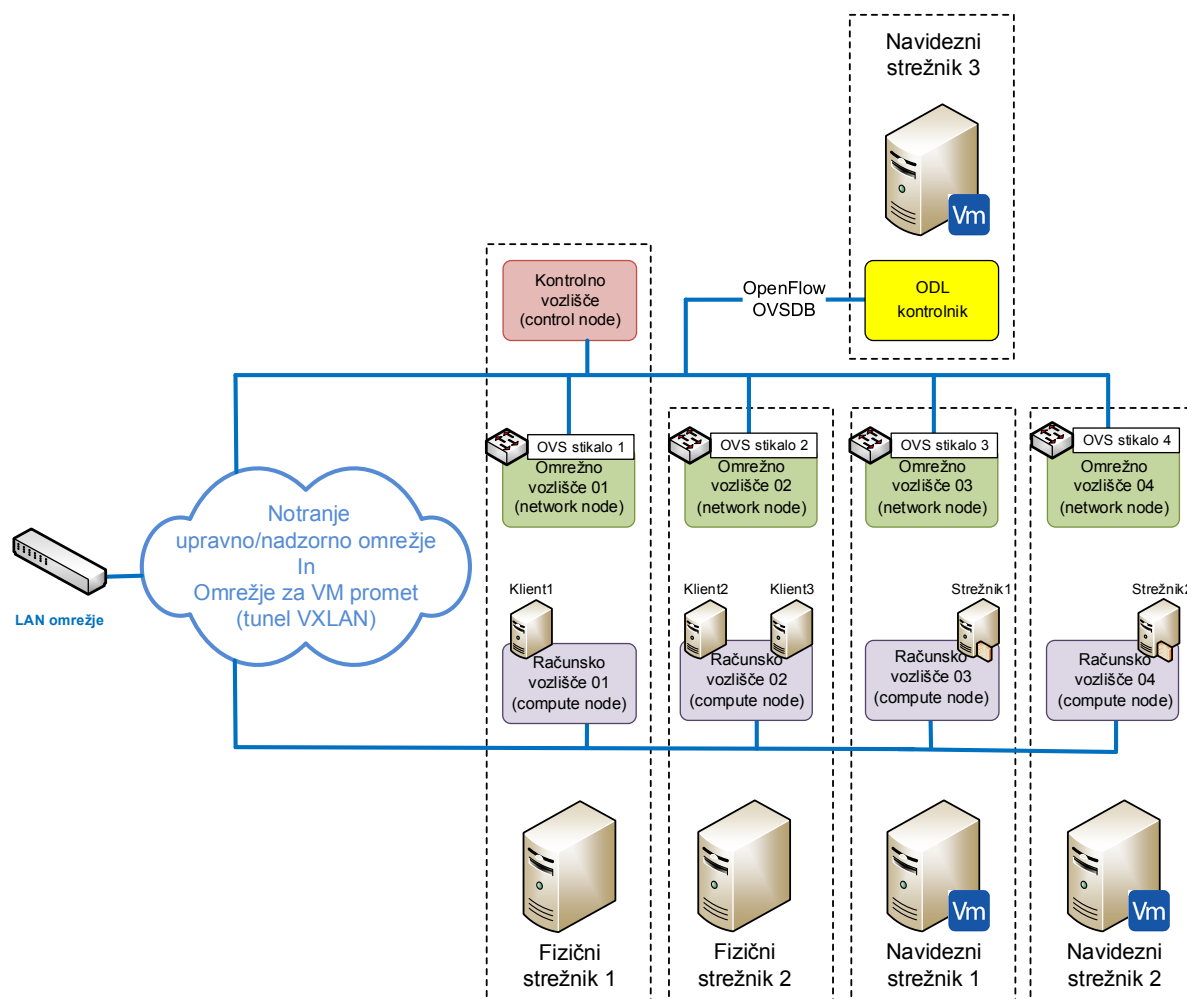 Navidezni
strežnik 3
Vm
Kontrolno
vozlišče
(control node)
OpenFlow
OVSDB
ODL
kontrolnik
OVS stikalo 1
Omrežno
vozlišče 01
(network node)
OVS stikalo 2
Omrežno
vozlišče 02
(network node)
OVS stikalo 3
Omrežno
vozlišče 03
(network node)
OVS stikalo 4
Omrežno
vozlišče 04
(network node)
Notranje
upravno/nadzorno omrežje
In
Omrežje za VM promet
(tunel VXLAN)
LAN omrežje
Klient1
Klient2
Klient3
Strežnik1
Strežnik2
Računsko
vozlišče 01
(compute node)
Računsko
vozlišče 02
(compute node)
Računsko
vozlišče 03
(compute node)
Računsko
vozlišče 04
(compute node)
Vm
Vm
Fizični
strežnik 1
Fizični
strežnik 2
Navidezni
strežnik 1
Navidezni
strežnik 2